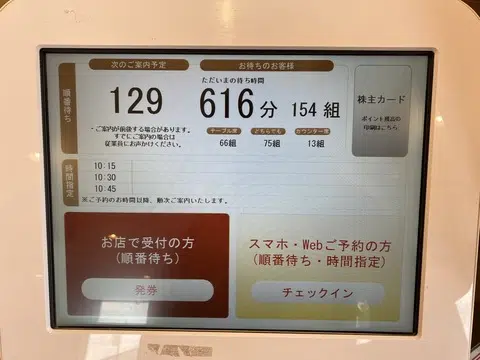 次のご案内予定
お待ちのお客様
順番待ち
129
ただいまの待ち時間
616分
154組
株主カード
ポイント残高の
印刷はこちら
・ご案内が前後する場合があります。
すでにご案内の場合は
従業員にお声かけください。
テーブル席
どちらでも
カウンター席
66組
75組
13組
時間指定
10:15
10:30
10:45
※ご予約のお時間以降、順次ご案内いたします。
お店で受付の方
(順番待ち)
発券
スマホ・Webご予約の方
(順番待ち・時間指定)
チェックイン